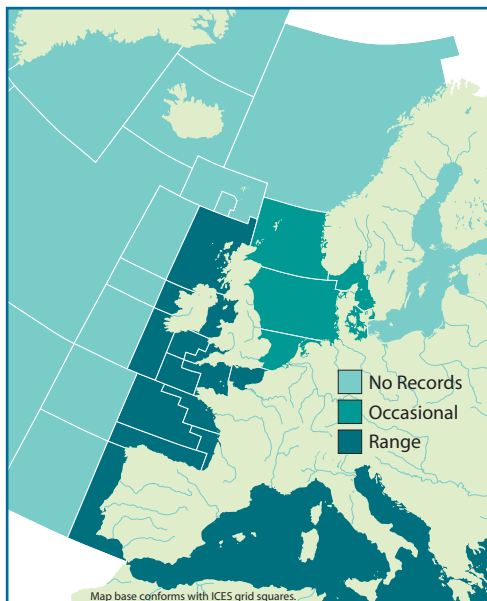 No Records
Occasional
Range
Map base conforms with ICES grid squares.